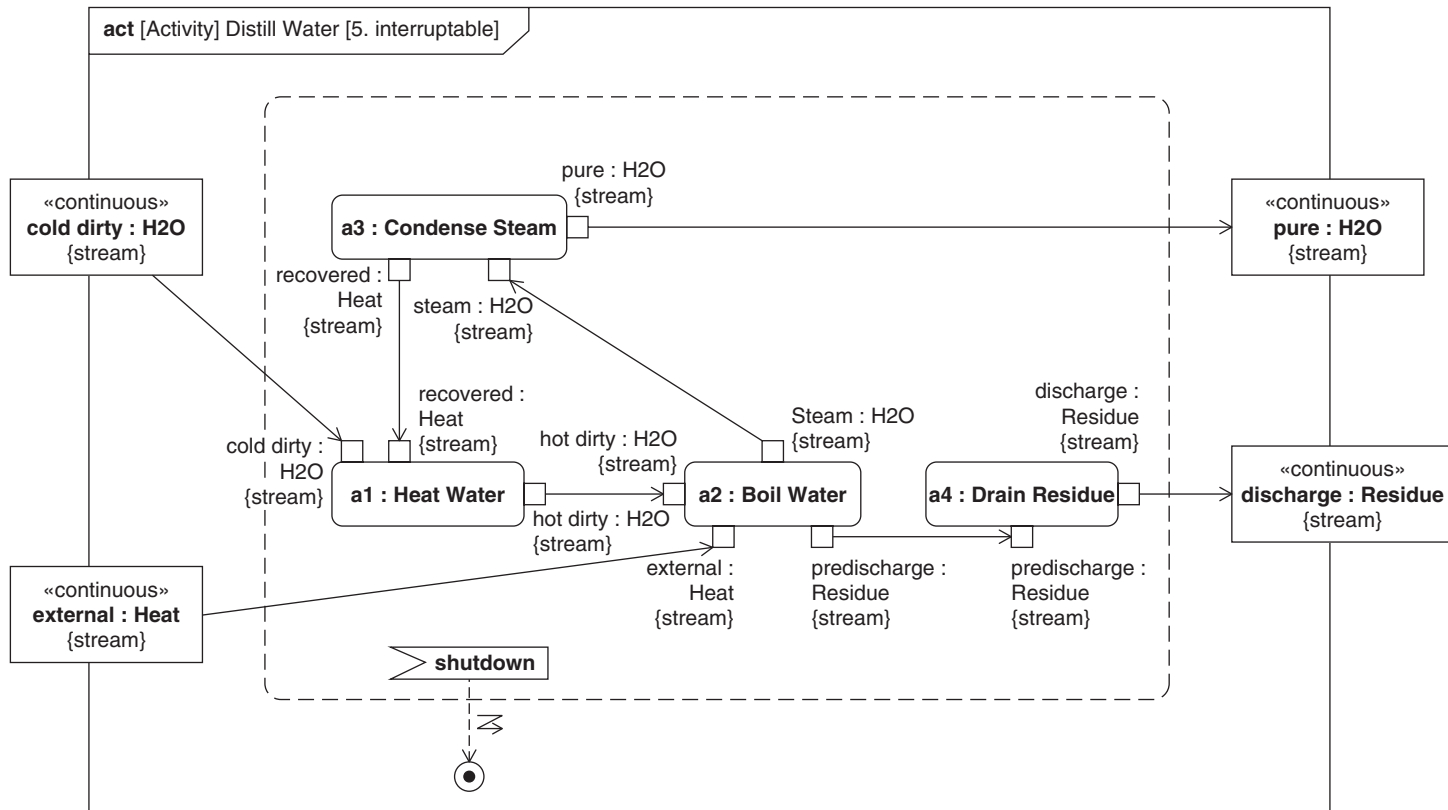 act [Activity] Distill Water [5. interruptable]
«continuous»
cold dirty : H2O
{stream}
pure : H2O
{stream}
a3 : Condense Steam
«continuous»
pure : H2O
{stream}
recovered :
Heat
{stream}
steam : H2O
{stream}
cold dirty :
H2O
{stream}
recovered :
Heat
{stream}
a1 : Heat Water
hot dirty : H2O
{stream}
hot dirty : H2O
{stream}
Steam : H2O
{stream}
a2 : Boil Water
discharge :
Residue
{stream}
a4 : Drain Residue
«continuous»
discharge : Residue
{stream}
«continuous»
external : Heat
{stream}
external :
Heat
{stream}
predischarge :
Residue
{stream}
predischarge :
Residue
{stream}
shutdown